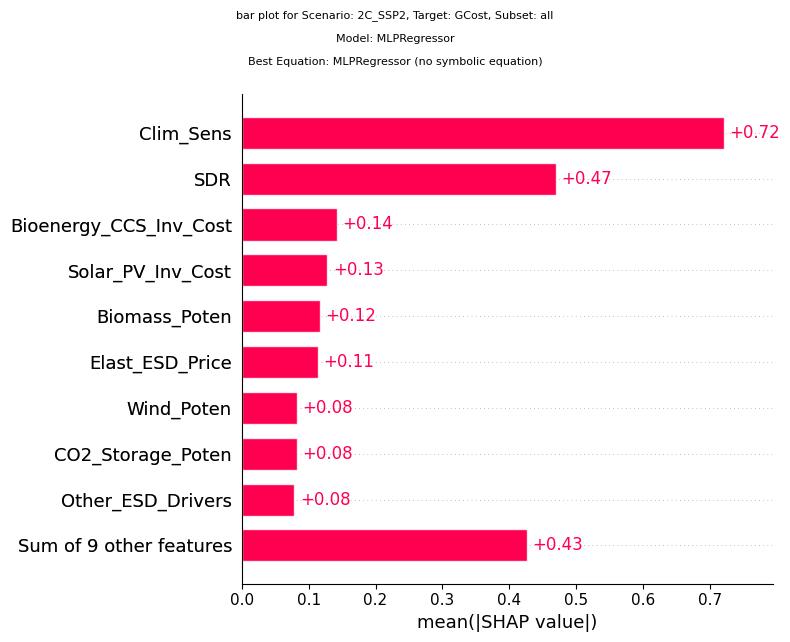 bar plot for Scenario: 2C_SSP2, Target: GCost, Subset: all
Model: MLPRegressor
Best Equation: MLPRegressor (no symbolic equation)
Clim_Sens +0.72
SDR +0.47
Bioenergy_CCS_Inv_Cost +0.14
Solar_PV_Inv_Cost +0.13
Biomass_Poten +0.12
Elast_ESD_Price +0.11
Wind_Poten +0.08
CO2_Storage_Poten +0.08
Other_ESD_Drivers +0.08
Sum of 9 other features +0.43
0.0 0.1 0.2 0.3 0.4 0.5 0.6 0.7
mean(|SHAP value|)